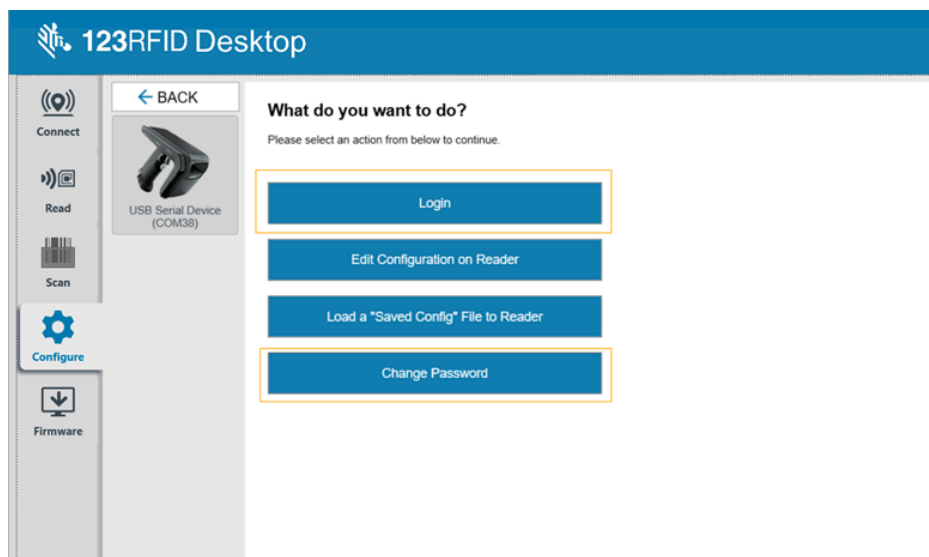 123RFID Desktop
Connect
Read
Scan
Configure
Firmware
BACK
USB Serial Device
(COM38)
What do you want to do?
Please select an action from below to continue.
Login
Edit Configuration on Reader
Load a "Saved Config" File to Reader
Change Password